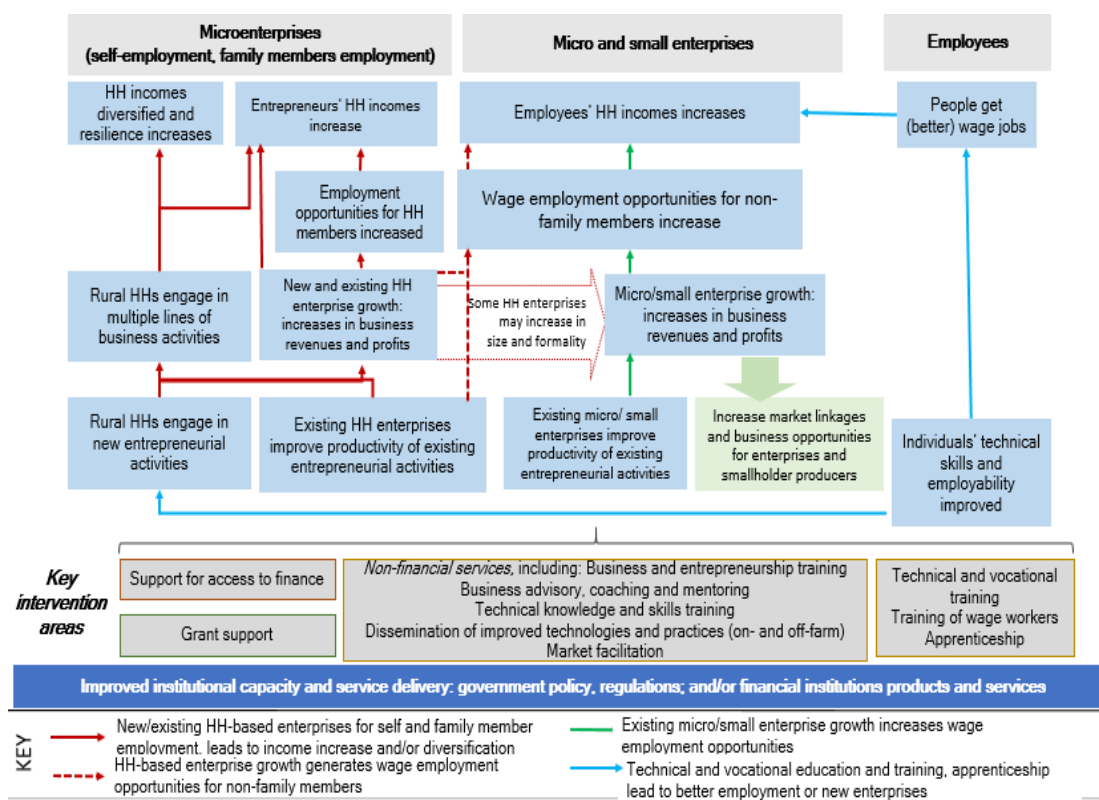 Microenterprises
(self-employment, family members employment)
Micro and small enterprises
Employees
HH incomes
diversified and
resilience increases
Entrepreneurs' HH incomes
increase
Employees' HH incomes increases
People get
(better) wage jobs
Employment
opportunities for HH
members increased
Wage employment opportunities for non-
family members increase
Rural HHs engage in
multiple lines of
business activities
New and existing HH
enterprise growth:
increases in business
revenues and profits
Some HH enterprises
may increase in
size and formality
Micro/small enterprise growth:
increases in business
revenues and profits
Rural HHs engage in
new entrepreneurial
activities
Existing HH enterprises
improve productivity of existing
entrepreneurial activities
Existing micro/ small
enterprises improve
productivity of existing
entrepreneurial activities
Increase market linkages
and business opportunities
for enterprises and
smallholder producers
Individuals' technical
skills and
employability
improved
Key
intervention
areas
Support for access to finance
Grant support
Non-financial services, including: Business and entrepreneurship training
Business advisory, coaching and mentoring
Technical knowledge and skills training
Dissemination of improved technologies and practices (on- and off-farm)
Market facilitation
Technical and vocational
training
Training of wage workers
Apprenticeship
Improved institutional capacity and service delivery: government policy, regulations; and/or financial institutions products and services
KEY
New/existing HH-based enterprises for self and family member
employment, leads to income increase and/or diversification
HH-based enterprise growth generates wage employment
opportunities for non-family members
Existing micro/small enterprise growth increases wage
employment opportunities
Technical and vocational education and training, apprenticeship
lead to better employment or new enterprises